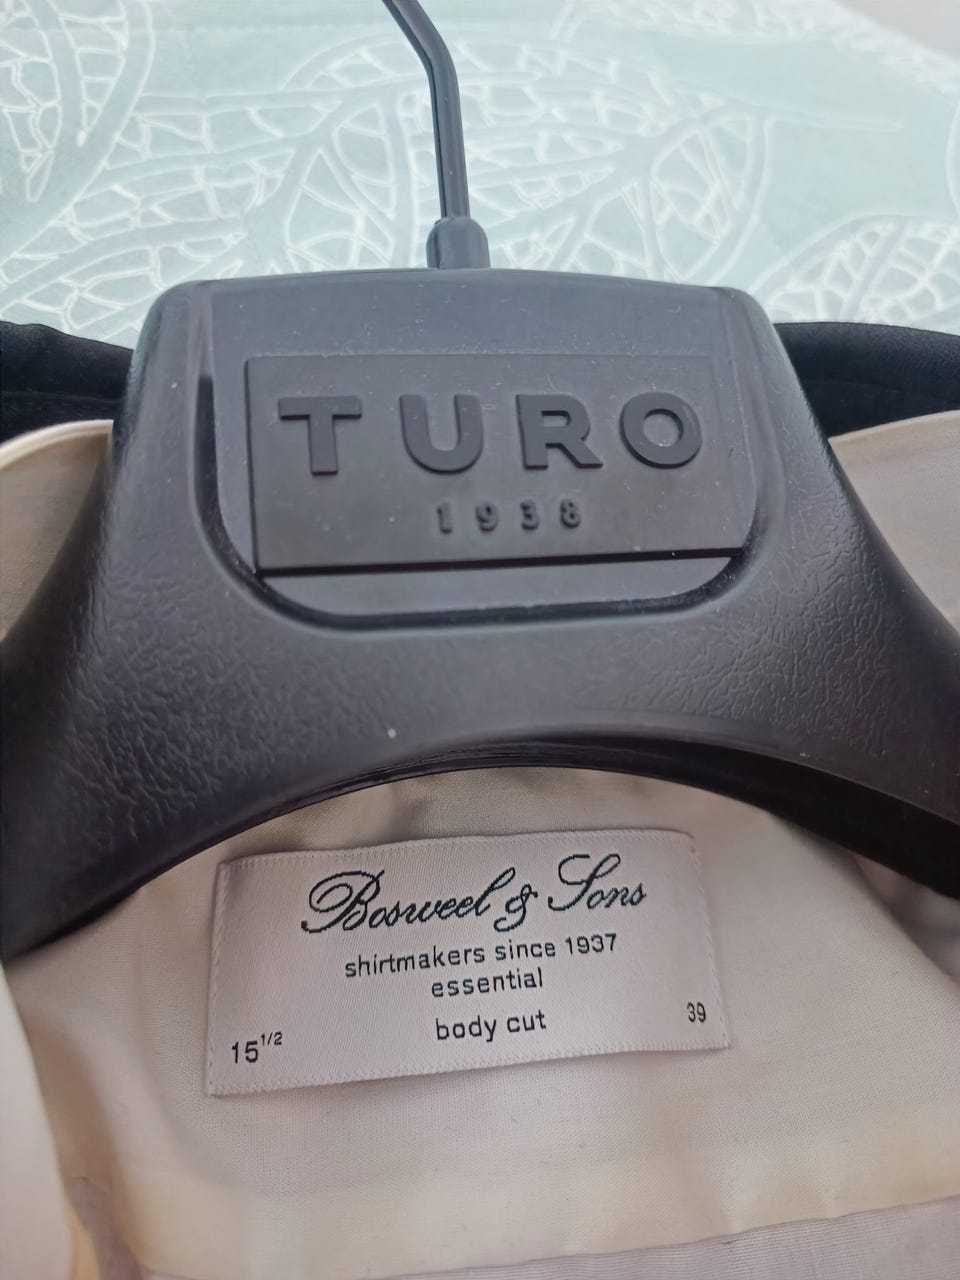 TURO
1938
Bosweel & Sons
shirtmakers since 1937
essential
body cut
15 1/2
39